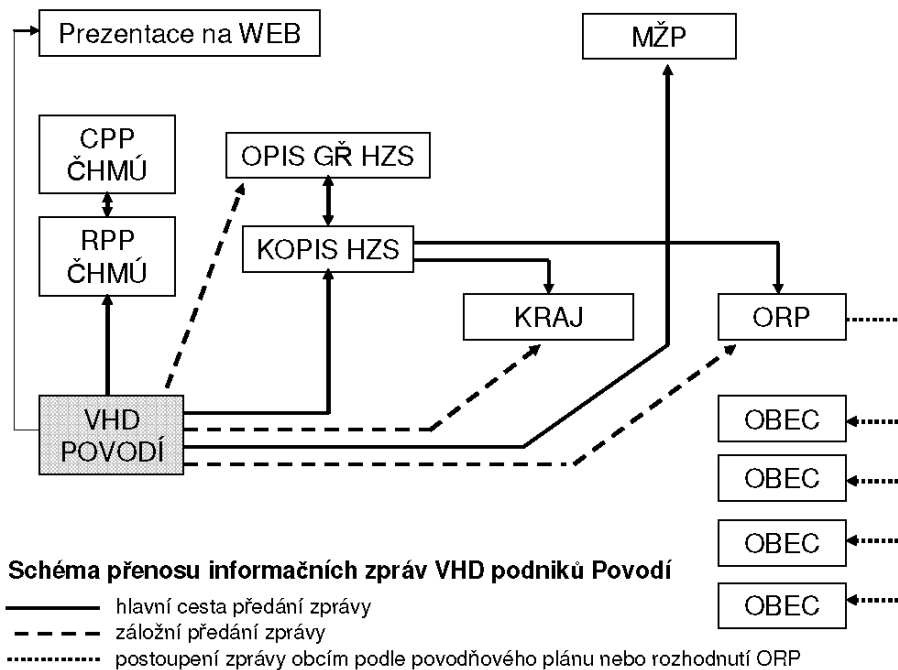 Prezentace na WEB
MŽP
CPP
ČHMÚ
OPIS GŘ HZS
RPP
ČHMÚ
KOPIS HZS
KRAJ
ORP
VHD
POVODÍ
OBEC
OBEC
OBEC
OBEC
Schéma přenosu informačních zpráv VHD podniků Povodí
hlavní cesta předání zprávy
záložní předání zprávy
postoupení zprávy obcím podle povodňového plánu nebo rozhodnutí ORP